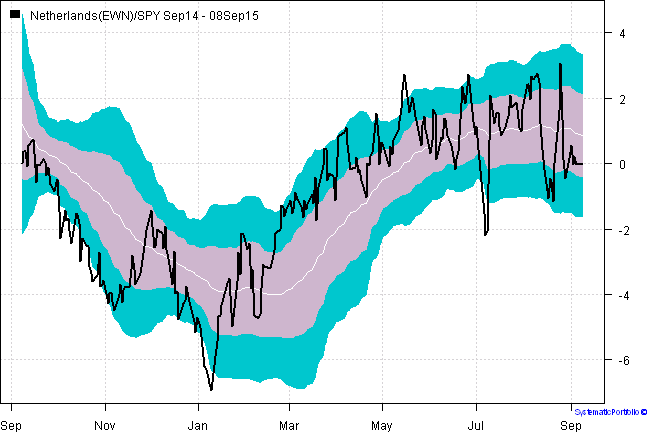 Netherlands(EWN)/SPY Sep14 - 08Sep15
4
2
0
-2
-4
-6
Sep Nov Jan Mar May Jul Sep
SystematicPortfolio ©